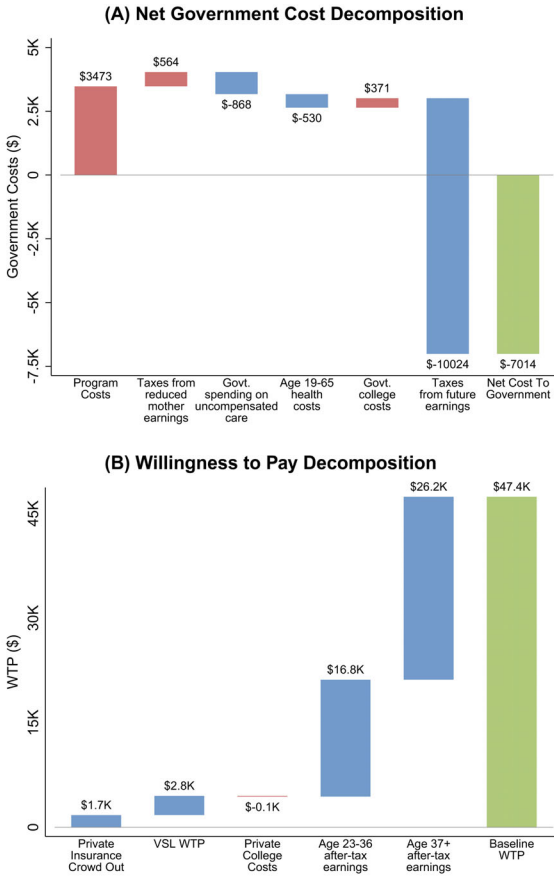 (A) Net Government Cost Decomposition
Government Costs ($)
5K
2.5K
0
-2.5K
-5K
-7.5K
$3473
$564
$-868
$-530
$371
$-10024
$-7014
Program
Costs
Taxes from
reduced
mother
earnings
Govt.
spending on
uncompensated
care
Age 19-65
health
costs
Govt.
college
costs
Taxes
from future
earnings
Net Cost To
Government
(B) Willingness to Pay Decomposition
WTP ($)
45K
30K
15K
0
$1.7K
$2.8K
$-0.1K
$16.8K
$26.2K
$47.4K
Private
Insurance
Crowd Out
VSL WTP
Private
College
Costs
Age 23-36
after-tax
earnings
Age 37+
after-tax
earnings
Baseline
WTP